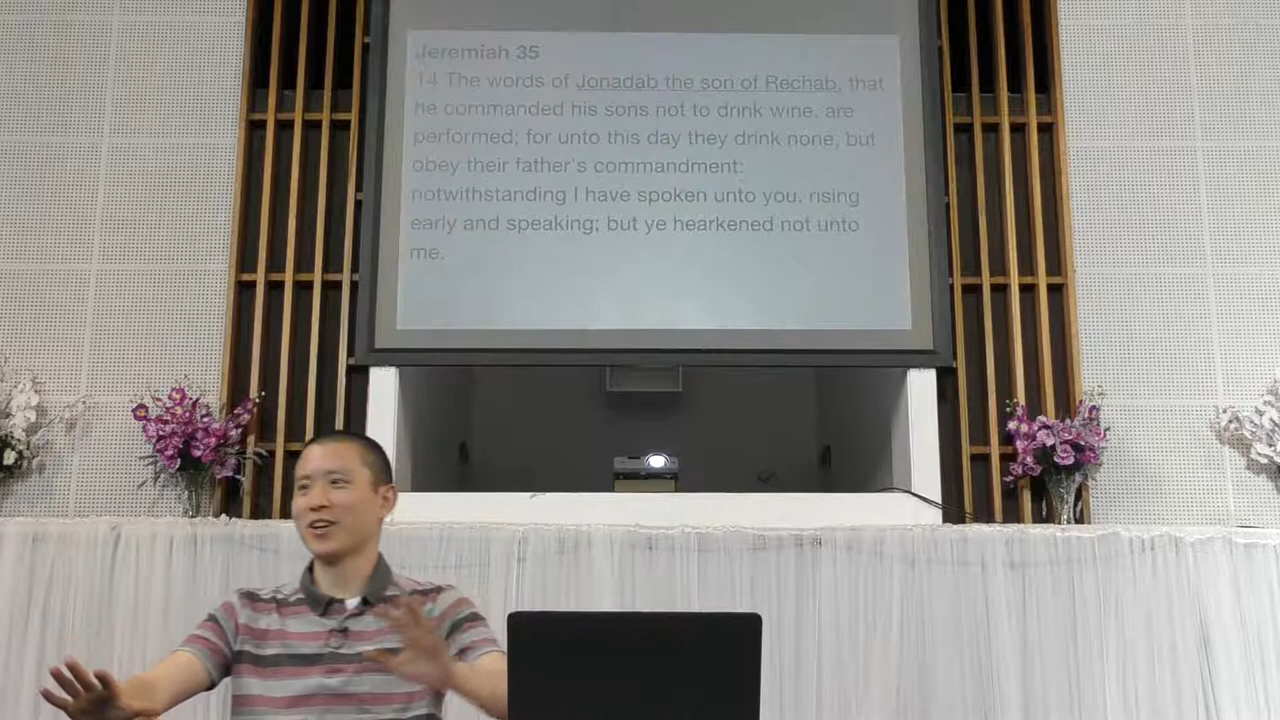 Jeremiah 35
14 The words of Jonadab the son of Rechab, that
he commanded his sons not to drink wine, are
performed; for unto this day they drink none, but
obey their father's commandment:
notwithstanding I have spoken unto you, rising
early and speaking; but ye hearkened not unto
me.